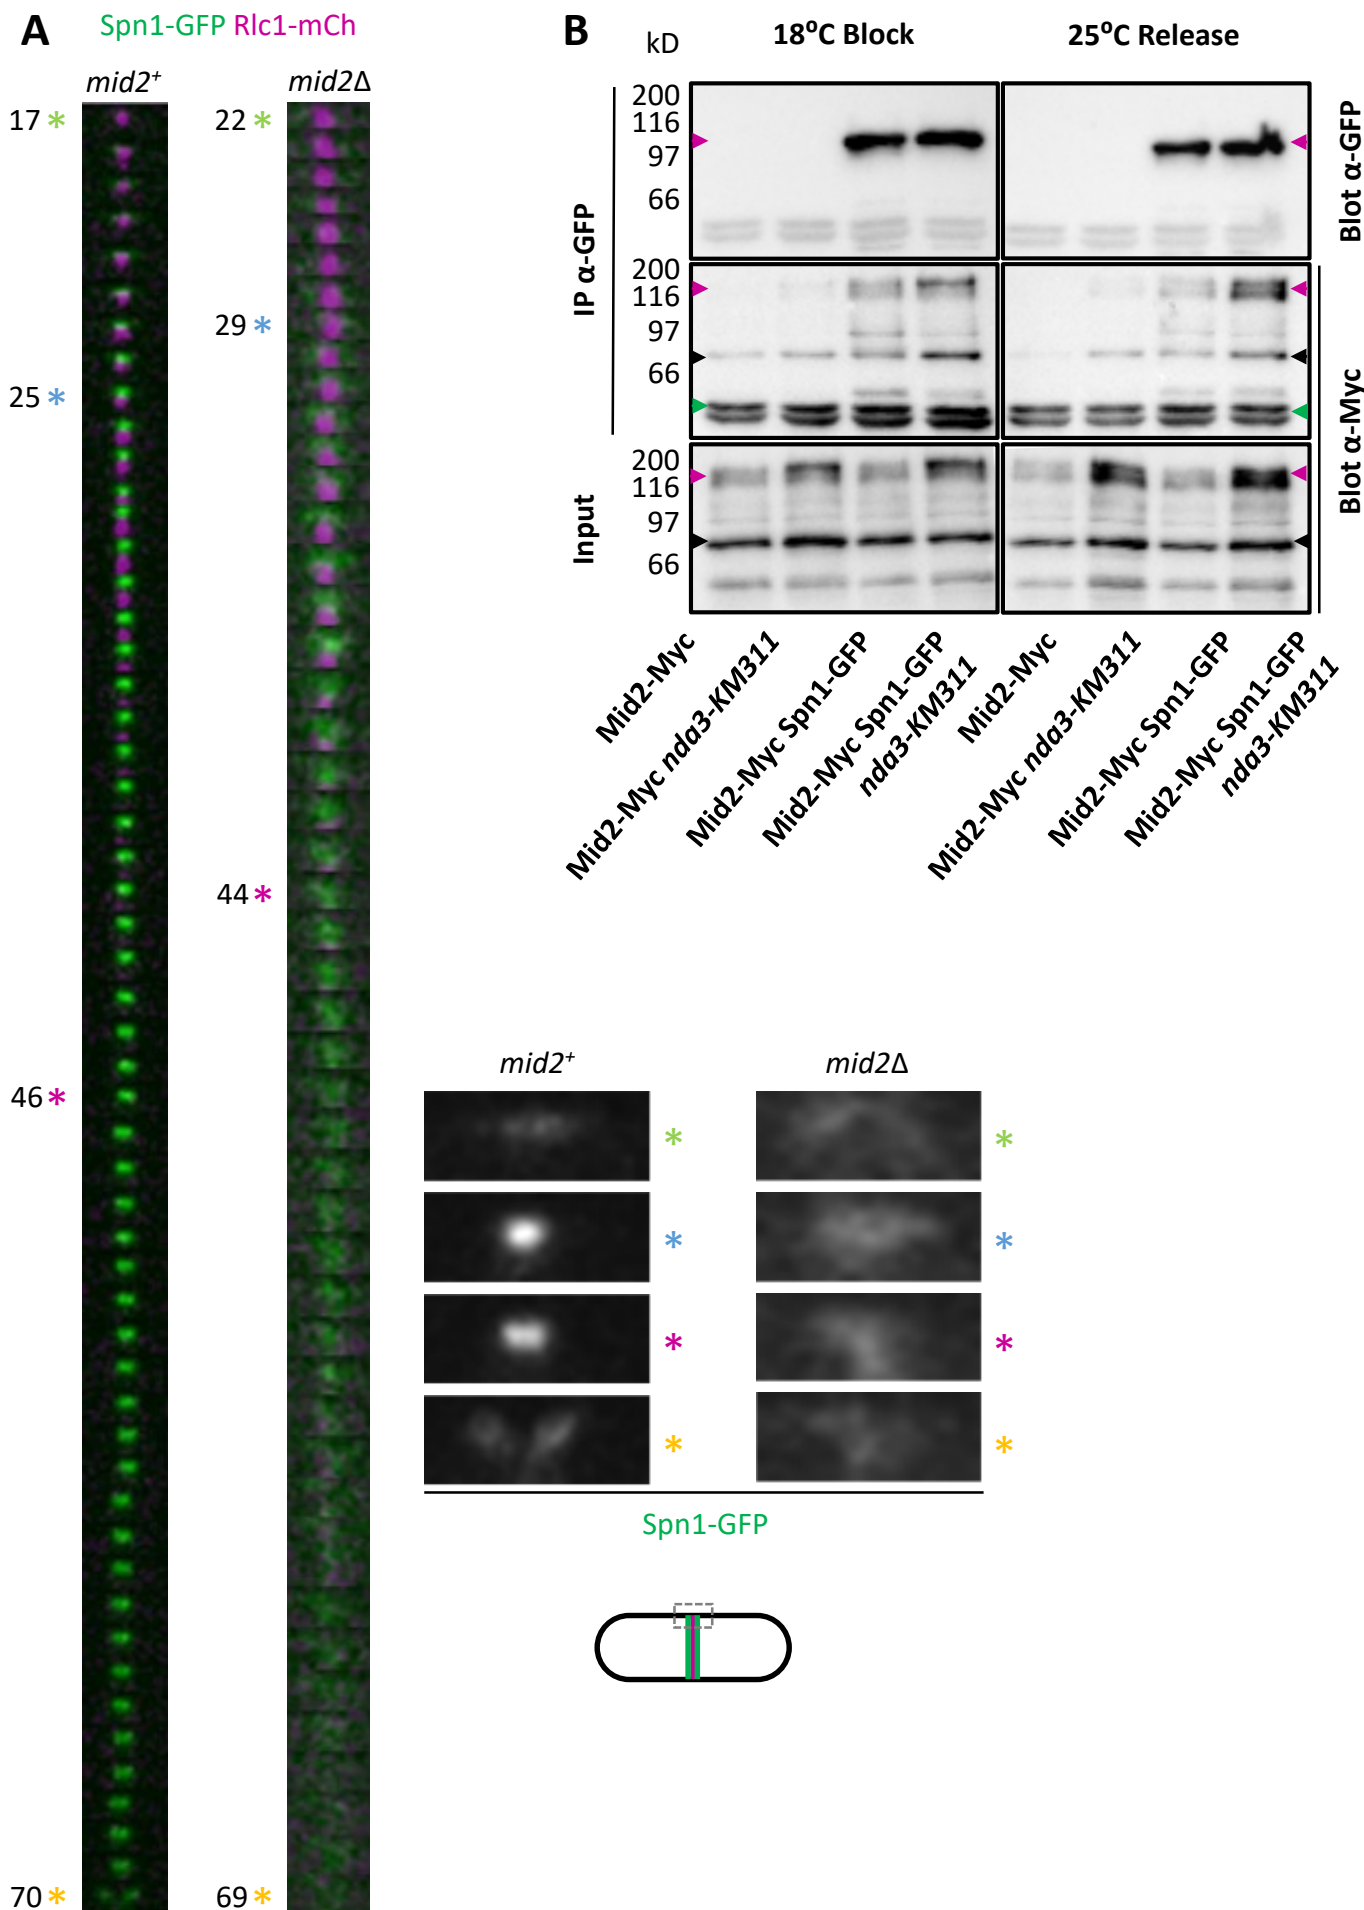 A
Spn1-GFP Rlc1-mCh
mid2⁺
mid2Δ
17 *
22 *
29 *
25 *
44 *
46 *
70 *
69 *
B
kD
18⁰C Block
25⁰C Release
200
116
97
66
200
116
97
66
200
116
97
66
IP α-GFP
Input
Blot α-GFP
Blot α-Myc
Mid2-Myc
Mid2-Myc nda3-KM311
Mid2-Myc Spn1-GFP
Mid2-Myc Spn1-GFP
nda3-KM311
Mid2-Myc
Mid2-Myc nda3-KM311
Mid2-Myc Spn1-GFP
Mid2-Myc Spn1-GFP
nda3-KM311
mid2⁺
mid2Δ
* *
* *
* *
* *
Spn1-GFP